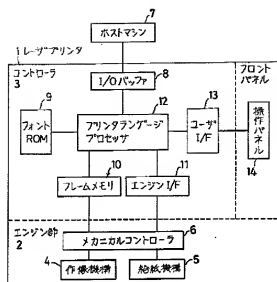 7
ホストマシン
1 レーザプリンタ
コントローラ
3
フロント
パネル
I/Oバッファ
8
9
12
13
フォント
ROM
プリンタランゲージ
プロセッサ
ユーザ
I/F
操作パネル
14
10
11
フレームメモリ
エンジンI/F
エンジン部
2
メカニカルコントローラ
6
4
作像機構
給紙機構
5